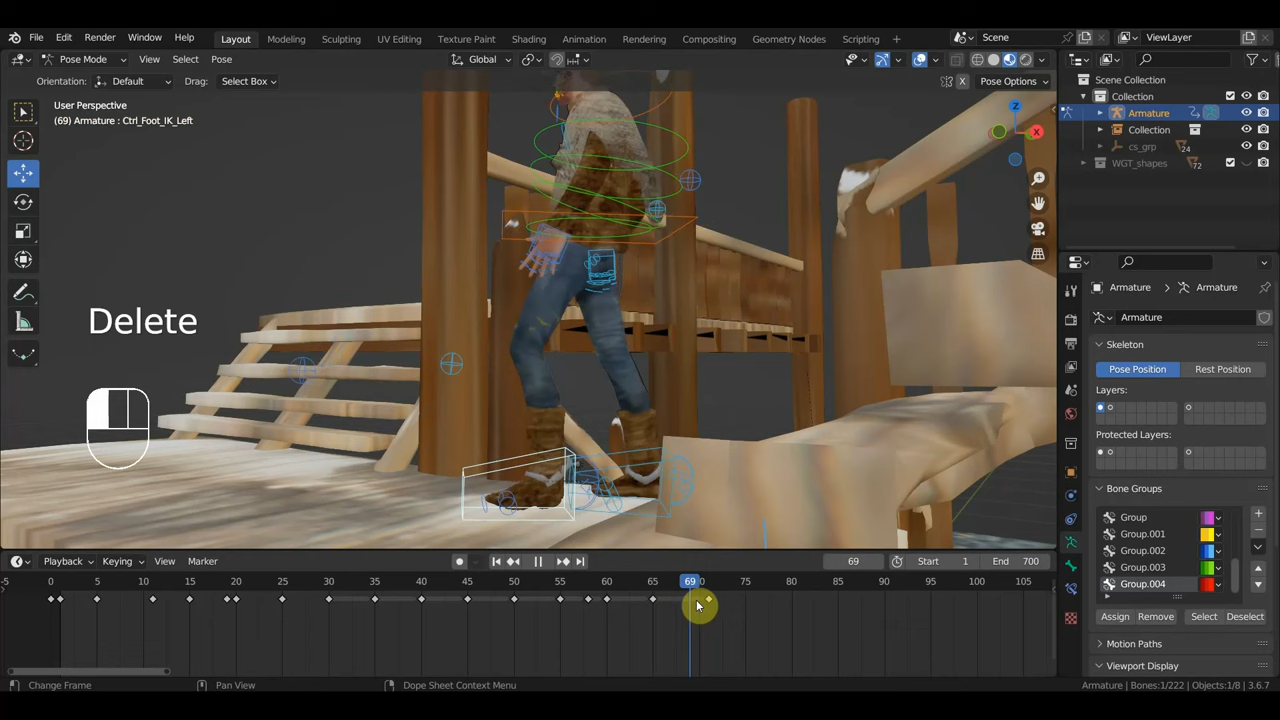 File Edit Render Window Help Layout Modeling Sculpting UV Editing Texture Paint Shading Animation Rendering Compositing Geometry Nodes Scripting + Scene ViewLayer
Pose Mode View Select Pose Global
Orientation: Default Drag: Select Box X Pose Options
Scene Collection
Collection
Armature
Collection
cs_grp 24
WGT_shapes 72
User Perspective
(69) Armature : Ctrl_Foot_IK_Left
Z
X
Delete
Armature > Armature
Armature
Skeleton
Pose Position Rest Position
Layers:
Protected Layers:
Bone Groups
Group
Group.001
Group.002
Group.003
Group.004
Assign Remove Select Deselect
Motion Paths
Viewport Display
Playback Keying View Marker 69 Start 1 End 700
-5 0 5 10 15 20 25 30 35 40 45 50 55 60 65 69 70 75 80 85 90 95 100 105
Change Frame Pan View Dope Sheet Context Menu Armature | Bones:1/222 | Objects:1/8 | 3.6.7